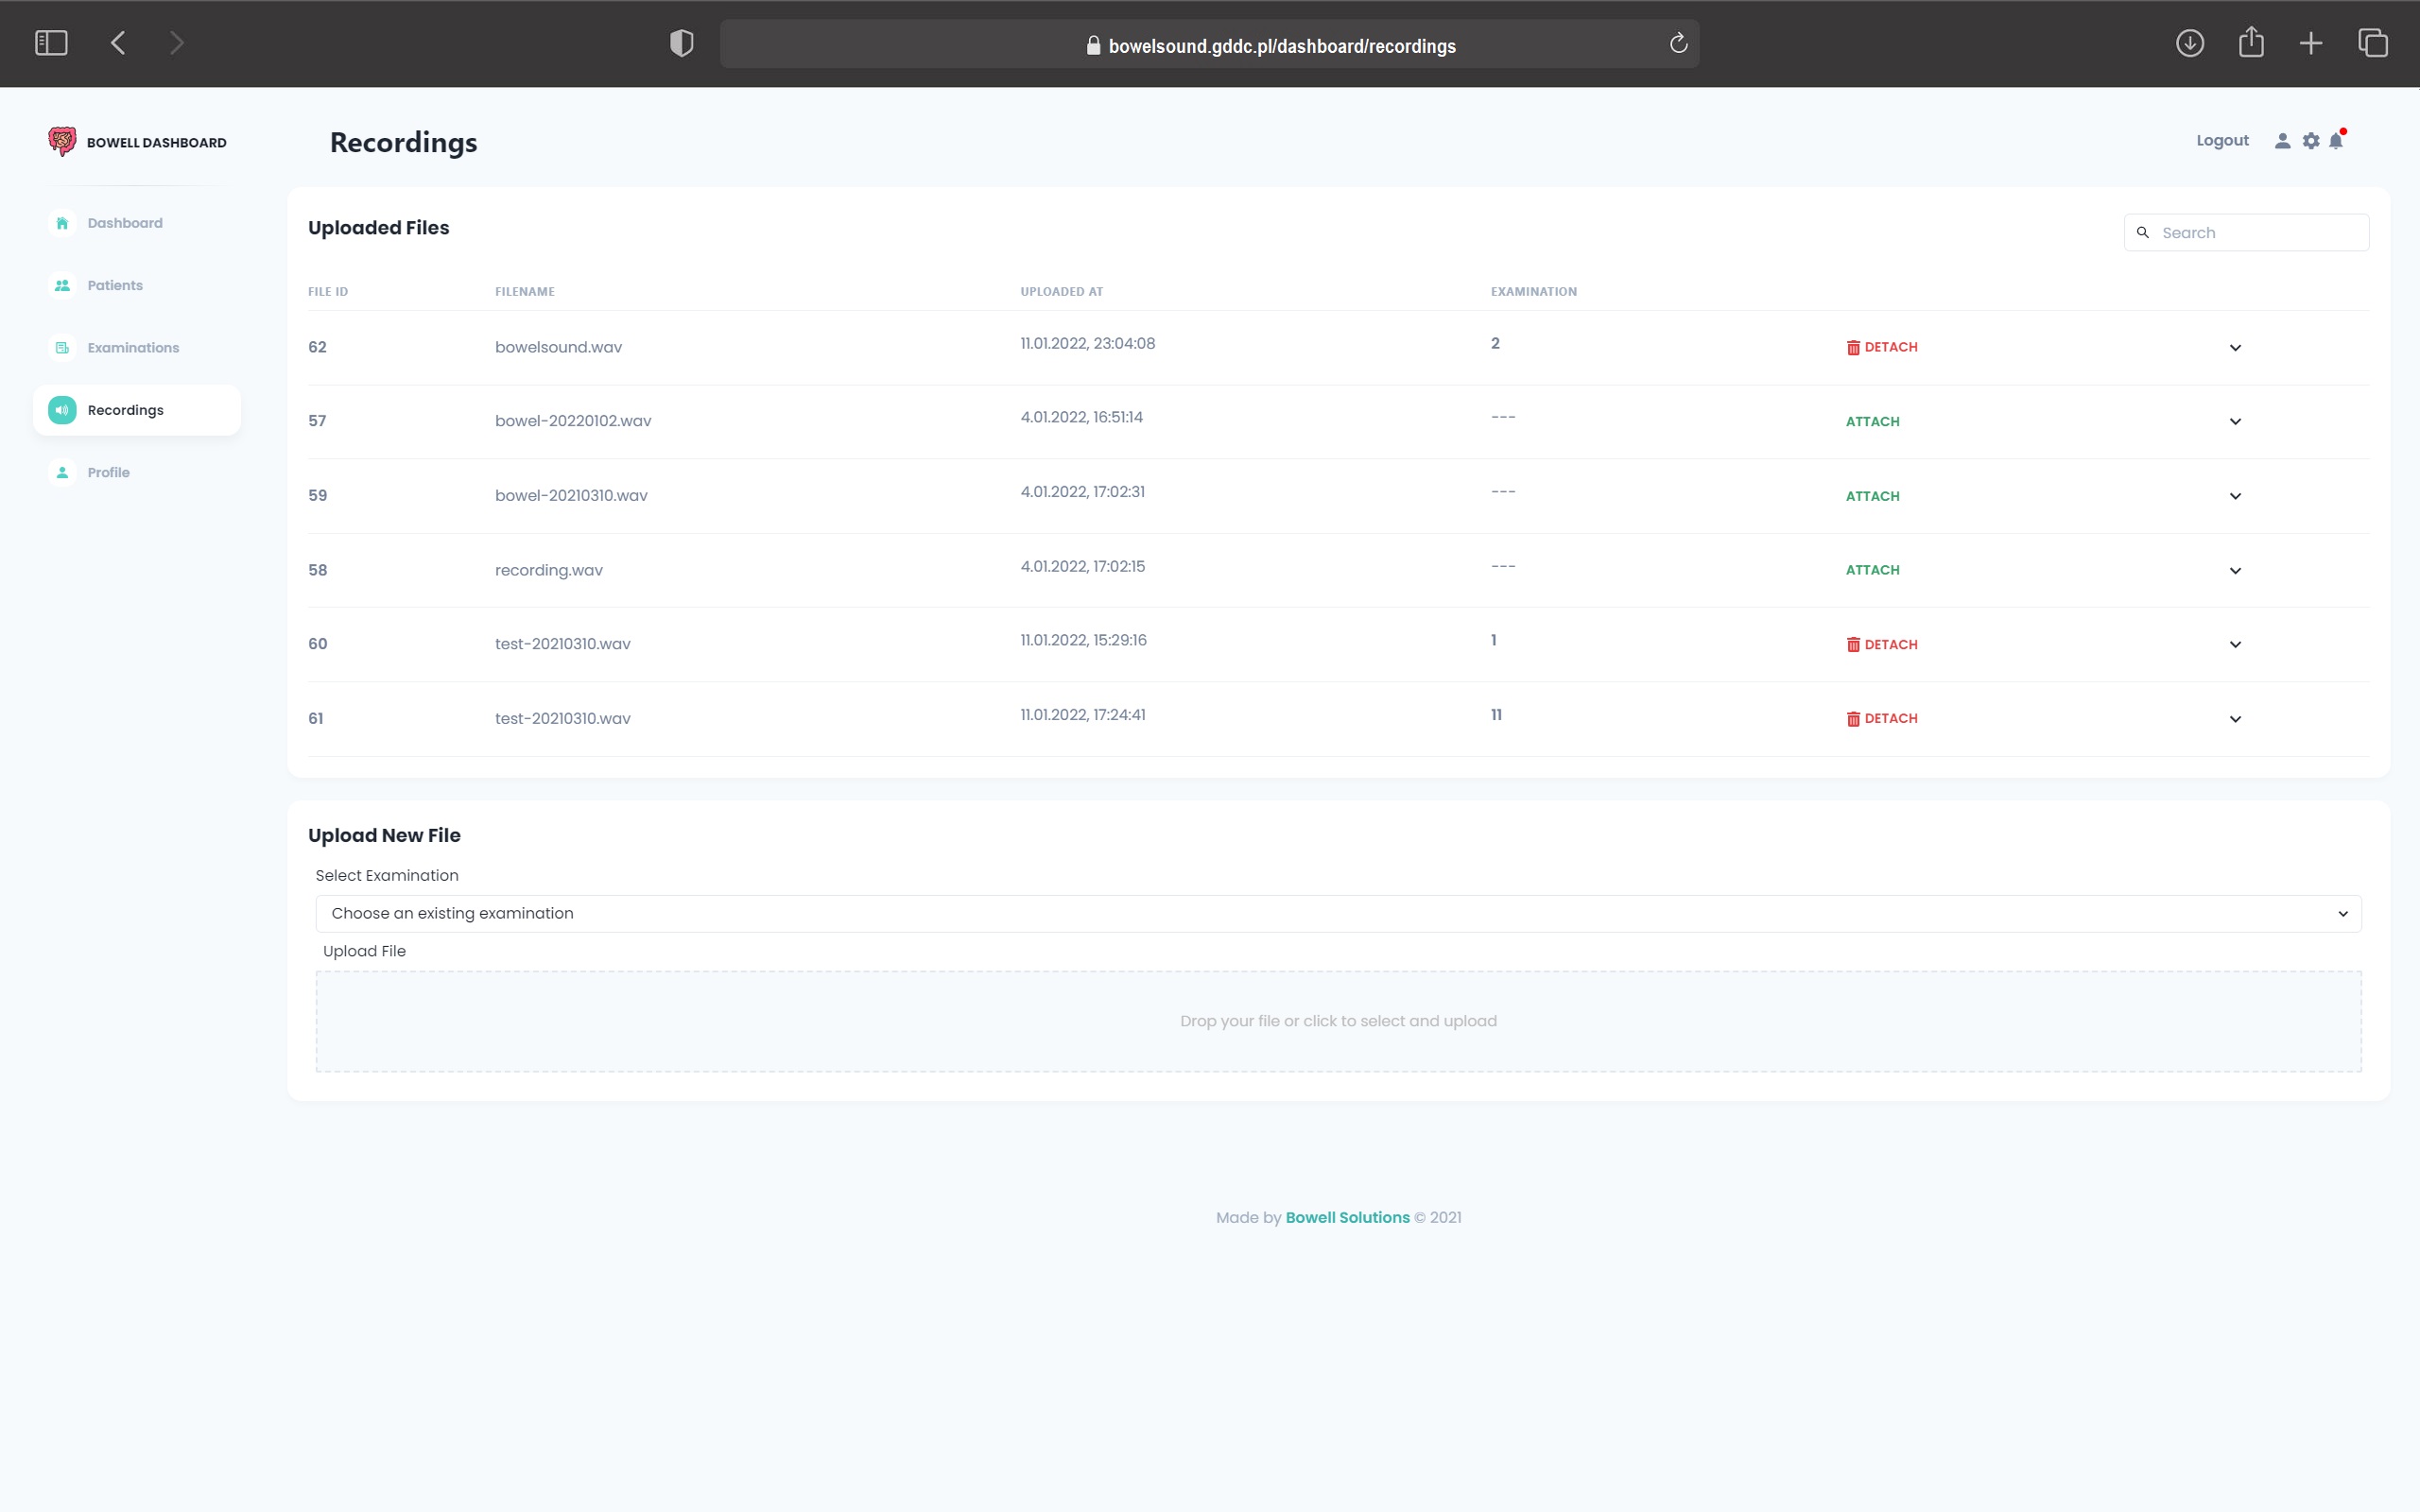 bowelsound.gddc.pl/dashboard/recordings
BOWELL DASHBOARD
Recordings
Logout
Dashboard
Patients
Examinations
Recordings
Profile
Uploaded Files
Search
FILE ID FILENAME UPLOADED AT EXAMINATION
62 bowelsound.wav 11.01.2022, 23:04:08 2 DETACH
57 bowel-20220102.wav 4.01.2022, 16:51:14 --- ATTACH
59 bowel-20210310.wav 4.01.2022, 17:02:31 --- ATTACH
58 recording.wav 4.01.2022, 17:02:15 --- ATTACH
60 test-20210310.wav 11.01.2022, 15:29:16 1 DETACH
61 test-20210310.wav 11.01.2022, 17:24:41 11 DETACH
Upload New File
Select Examination
Choose an existing examination
Upload File
Drop your file or click to select and upload
Made by Bowell Solutions © 2021